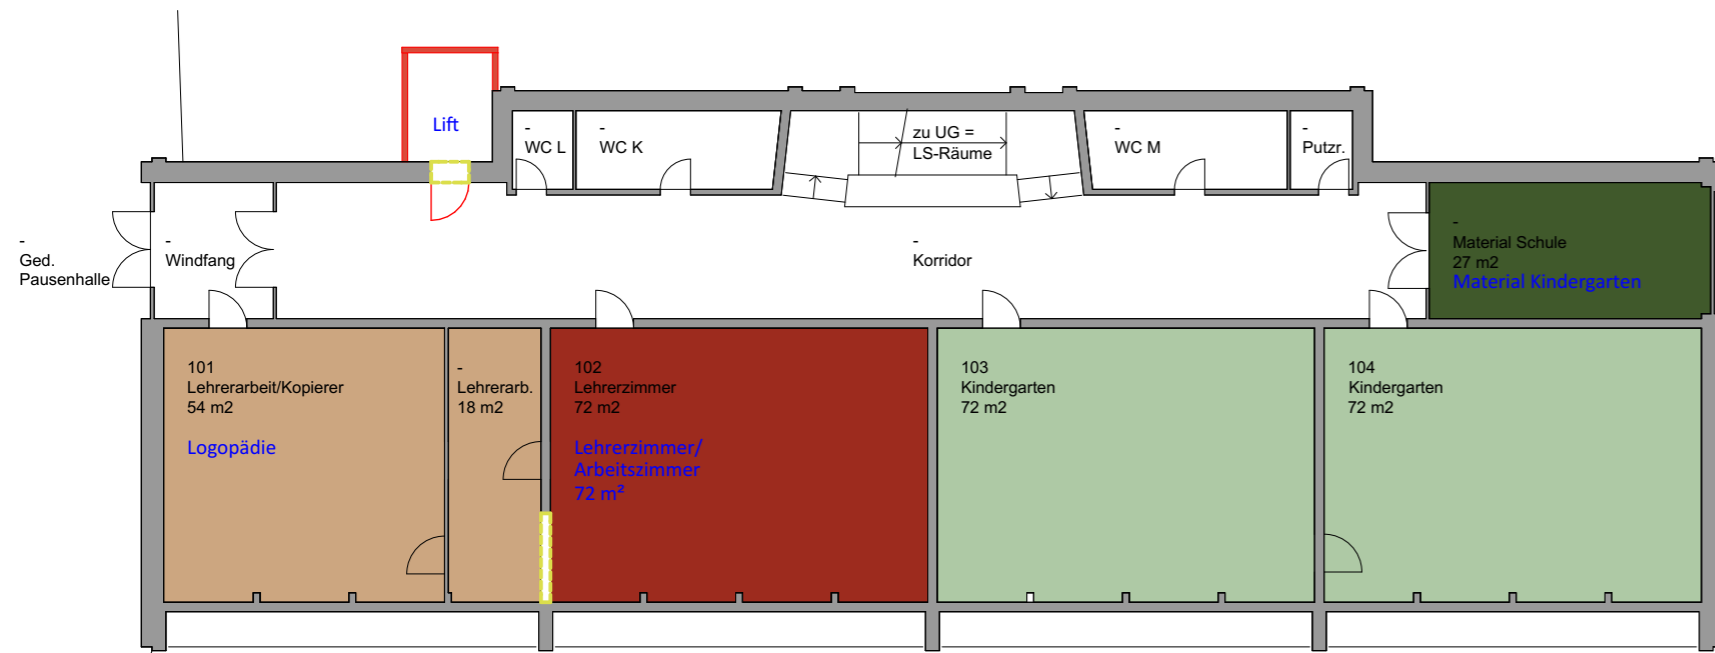 Lift
-
WC L
-
WC K
zu UG =
LS-Räume
-
WC M
-
Putzr.
-
Ged.
Pausenhalle
-
Windfang
-
Korridor
-
Material Schule
27 m2
Material Kindergarten
101
Lehrerarbeit/Kopierer
54 m2
Logopädie
-
Lehrerarb.
18 m2
102
Lehrerzimmer
72 m2
Lehrerzimmer/
Arbeitszimmer
72 m²
103
Kindergarten
72 m2
104
Kindergarten
72 m2